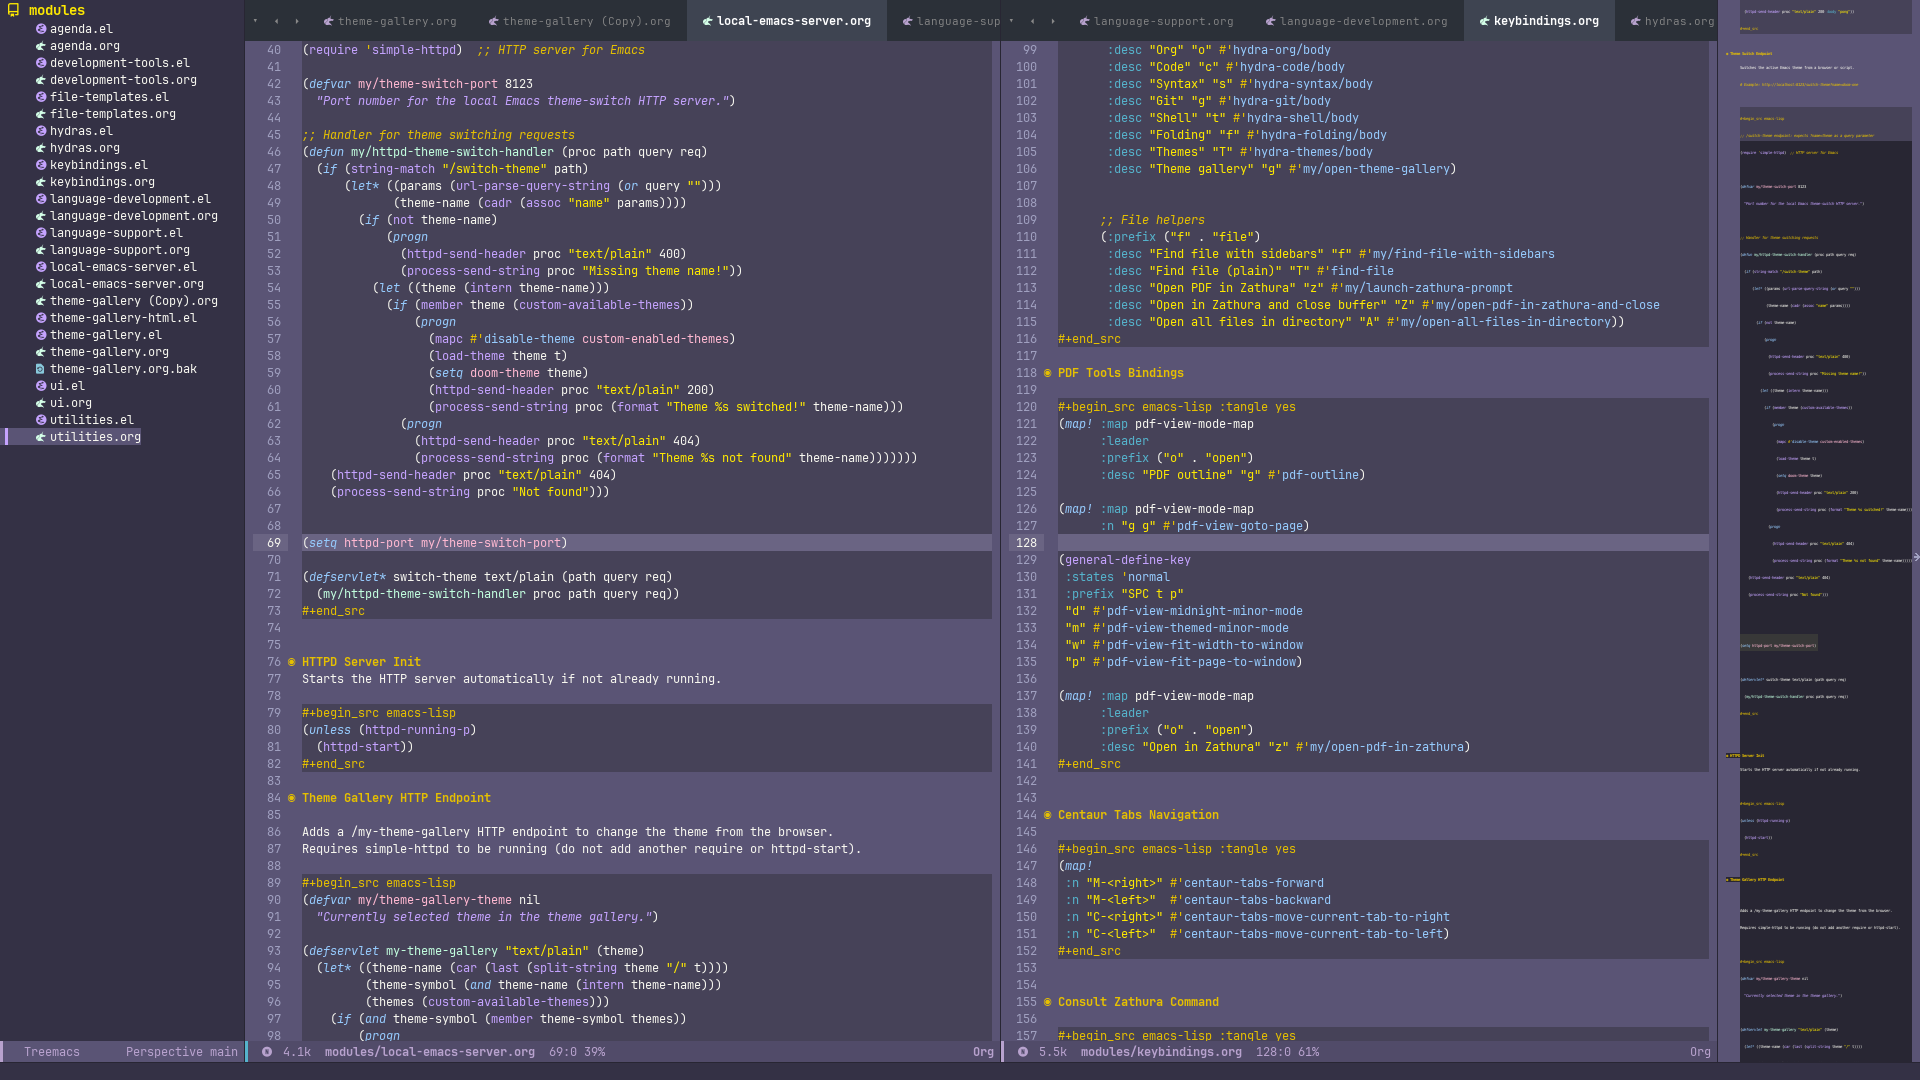 modules
agenda.el
agenda.org
development-tools.el
development-tools.org
file-templates.el
file-templates.org
hydras.el
hydras.org
keybindings.el
keybindings.org
language-development.el
language-development.org
language-support.el
language-support.org
local-emacs-server.el
local-emacs-server.org
theme-gallery (Copy).org
theme-gallery-html.el
theme-gallery.el
theme-gallery.org
theme-gallery.org.bak
ui.el
ui.org
utilities.el
utilities.org
Treemacs Perspective main
theme-gallery.org theme-gallery (Copy).org local-emacs-server.org language-sup
40 (require 'simple-httpd)  ;; HTTP server for Emacs
41
42 (defvar my/theme-switch-port 8123
43   "Port number for the local Emacs theme-switch HTTP server.")
44
45 ;; Handler for theme switching requests
46 (defun my/httpd-theme-switch-handler (proc path query req)
47   (if (string-match "/switch-theme" path)
48       (let* ((params (url-parse-query-string (or query "")))
49              (theme-name (cadr (assoc "name" params))))
50         (if (not theme-name)
51             (progn
52               (httpd-send-header proc "text/plain" 400)
53               (process-send-string proc "Missing theme name!"))
54           (let ((theme (intern theme-name)))
55             (if (member theme (custom-available-themes))
56                 (progn
57                   (mapc #'disable-theme custom-enabled-themes)
58                   (load-theme theme t)
59                   (setq doom-theme theme)
60                   (httpd-send-header proc "text/plain" 200)
61                   (process-send-string proc (format "Theme %s switched!" theme-name)))
62               (progn
63                 (httpd-send-header proc "text/plain" 404)
64                 (process-send-string proc (format "Theme %s not found" theme-name)))))))
65     (httpd-send-header proc "text/plain" 404)
66     (process-send-string proc "Not found")))
67
68
69 (setq httpd-port my/theme-switch-port)
70
71 (defservlet* switch-theme text/plain (path query req)
72   (my/httpd-theme-switch-handler proc path query req))
73 #+end_src
74
75
76 ◉ HTTPD Server Init
77 Starts the HTTP server automatically if not already running.
78
79 #+begin_src emacs-lisp
80 (unless (httpd-running-p)
81   (httpd-start))
82 #+end_src
83
84 ◉ Theme Gallery HTTP Endpoint
85
86 Adds a /my-theme-gallery HTTP endpoint to change the theme from the browser.
87 Requires simple-httpd to be running (do not add another require or httpd-start).
88
89 #+begin_src emacs-lisp
90 (defvar my/theme-gallery-theme nil
91   "Currently selected theme in the theme gallery.")
92
93 (defservlet my-theme-gallery "text/plain" (theme)
94   (let* ((theme-name (car (last (split-string theme "/" t))))
95          (theme-symbol (and theme-name (intern theme-name)))
96          (themes (custom-available-themes)))
97     (if (and theme-symbol (member theme-symbol themes))
98         (progn
4.1k modules/local-emacs-server.org 69:0 39% Org
language-support.org language-development.org keybindings.org hydras.org
99        :desc "Org" "o" #'hydra-org/body
100       :desc "Code" "c" #'hydra-code/body
101       :desc "Syntax" "s" #'hydra-syntax/body
102       :desc "Git" "g" #'hydra-git/body
103       :desc "Shell" "t" #'hydra-shell/body
104       :desc "Folding" "f" #'hydra-folding/body
105       :desc "Themes" "T" #'hydra-themes/body
106       :desc "Theme gallery" "g" #'my/open-theme-gallery)
107
108
109      ;; File helpers
110      (:prefix ("f" . "file")
111       :desc "Find file with sidebars" "f" #'my/find-file-with-sidebars
112       :desc "Find file (plain)" "T" #'find-file
113       :desc "Open PDF in Zathura" "z" #'my/launch-zathura-prompt
114       :desc "Open in Zathura and close buffer" "Z" #'my/open-pdf-in-zathura-and-close
115       :desc "Open all files in directory" "A" #'my/open-all-files-in-directory))
116 #+end_src
117
118 ◉ PDF Tools Bindings
119
120 #+begin_src emacs-lisp :tangle yes
121 (map! :map pdf-view-mode-map
122       :leader
123       :prefix ("o" . "open")
124       :desc "PDF outline" "g" #'pdf-outline)
125
126 (map! :map pdf-view-mode-map
127       :n "g g" #'pdf-view-goto-page)
128
129 (general-define-key
130  :states 'normal
131  :prefix "SPC t p"
132  "d" #'pdf-view-midnight-minor-mode
133  "m" #'pdf-view-themed-minor-mode
134  "w" #'pdf-view-fit-width-to-window
135  "p" #'pdf-view-fit-page-to-window)
136
137 (map! :map pdf-view-mode-map
138       :leader
139       :prefix ("o" . "open")
140       :desc "Open in Zathura" "z" #'my/open-pdf-in-zathura)
141 #+end_src
142
143
144 ◉ Centaur Tabs Navigation
145
146 #+begin_src emacs-lisp :tangle yes
147 (map!
148  :n "M-<right>" #'centaur-tabs-forward
149  :n "M-<left>"  #'centaur-tabs-backward
150  :n "C-<right>" #'centaur-tabs-move-current-tab-to-right
151  :n "C-<left>"  #'centaur-tabs-move-current-tab-to-left)
152 #+end_src
153
154
155 ◉ Consult Zathura Command
156
157 #+begin_src emacs-lisp :tangle yes
5.5k modules/keybindings.org 128:0 61% Org